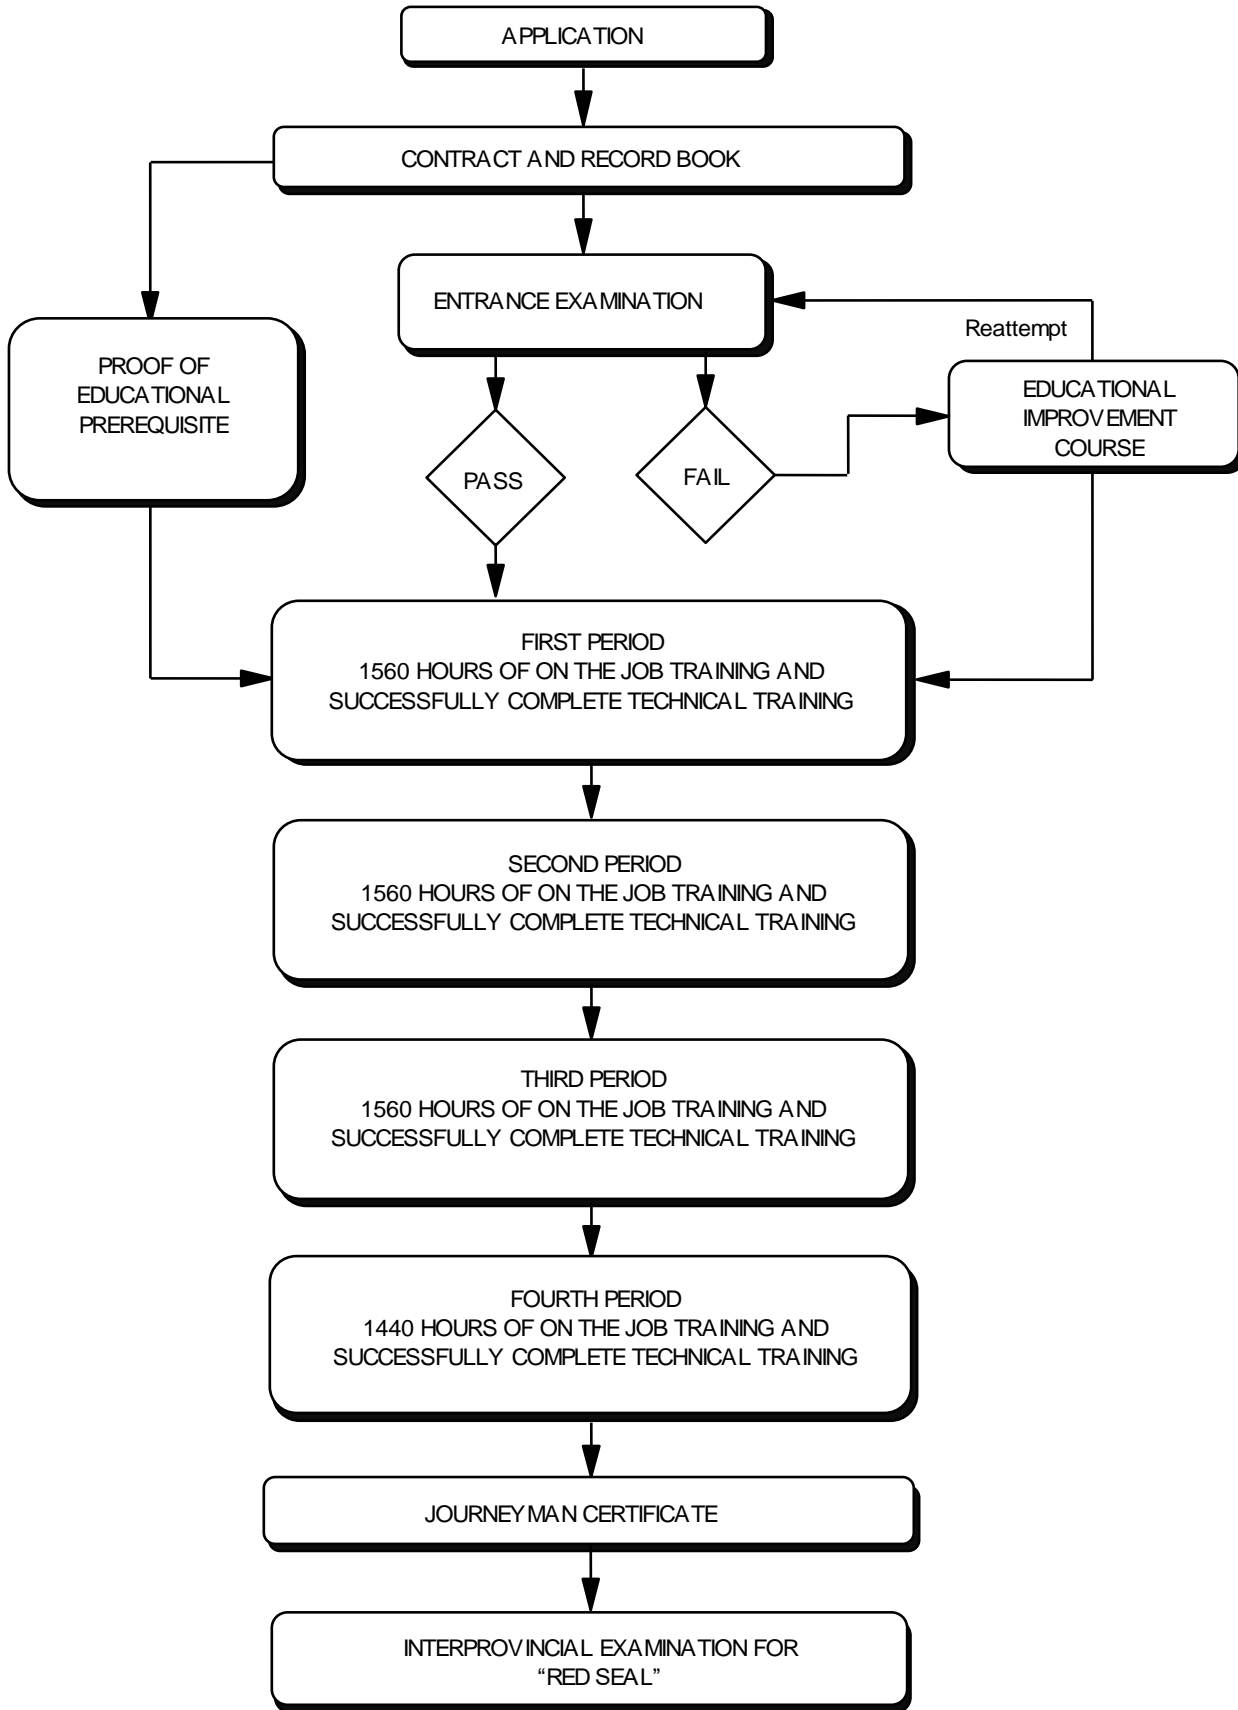 APPLICATION
CONTRACT AND RECORD BOOK
ENTRANCE EXAMINATION
Reattempt
PROOF OF
EDUCATIONAL
PREREQUISITE
EDUCATIONAL
IMPROVEMENT
COURSE
PASS
FAIL
FIRST PERIOD
1560 HOURS OF ON THE JOB TRAINING AND
SUCCESSFULLY COMPLETE TECHNICAL TRAINING
SECOND PERIOD
1560 HOURS OF ON THE JOB TRAINING AND
SUCCESSFULLY COMPLETE TECHNICAL TRAINING
THIRD PERIOD
1560 HOURS OF ON THE JOB TRAINING AND
SUCCESSFULLY COMPLETE TECHNICAL TRAINING
FOURTH PERIOD
1440 HOURS OF ON THE JOB TRAINING AND
SUCCESSFULLY COMPLETE TECHNICAL TRAINING
JOURNEYMAN CERTIFICATE
INTERPROVINCIAL EXAMINATION FOR
“RED SEAL”